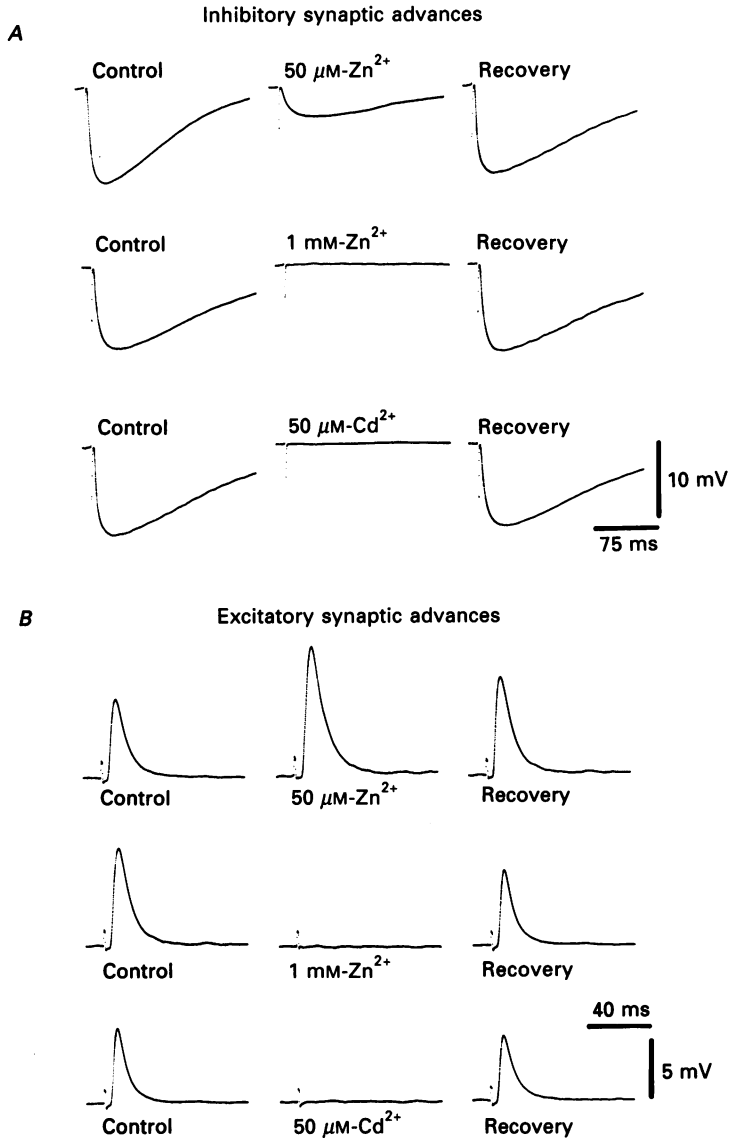 Inhibitory synaptic advances
A
Control 50 μM-Zn²⁺ Recovery
Control 1 mM-Zn²⁺ Recovery
Control 50 μM-Cd²⁺ Recovery
10 mV
75 ms
B Excitatory synaptic advances
Control 50 μM-Zn²⁺ Recovery
Control 1 mM-Zn²⁺ Recovery
40 ms
5 mV
Control 50 μM-Cd²⁺ Recovery